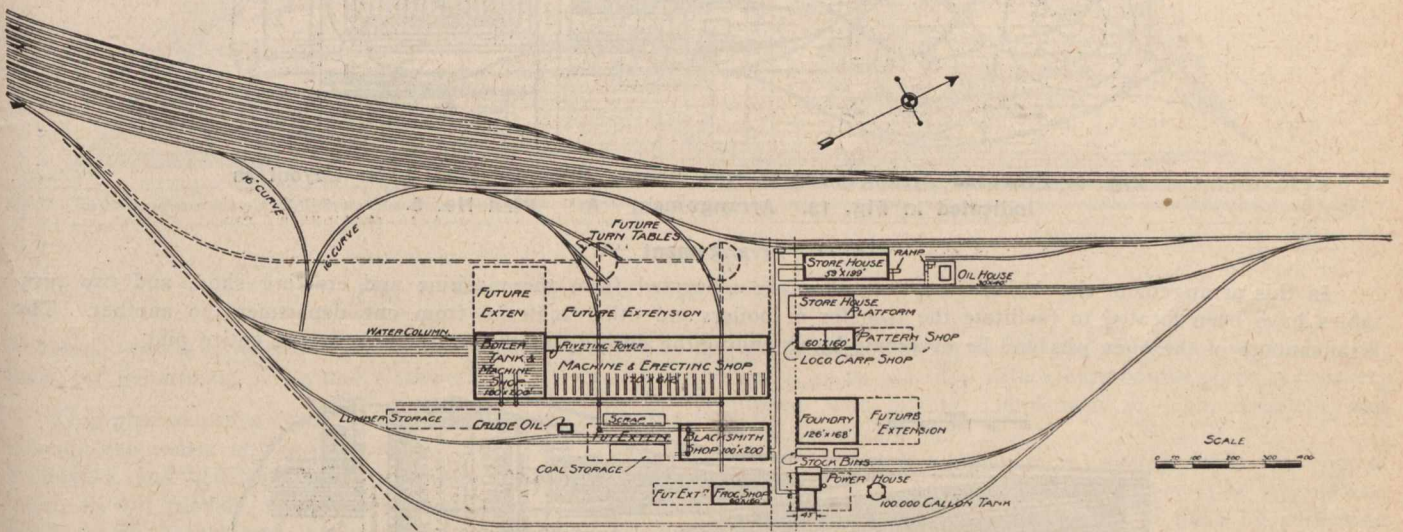 16° CURVE
16° CURVE
FUTURE
TURN TABLES
STORE HOUSE
59'X199'
RAMP
OIL HOUSE
FUTURE
EXTEN
FUTURE EXTENSION
STORE HOUSE
PLATFORM
WATER COLUMN
BOILER
TANK &
MACHINE
SHOP
RIVETING TOWER
MACHINE & ERECTING SHOP
60'X160'
PATTERN SHOP
LOCO CARP SHOP
LUMBER STORAGE
CRUDE OIL
SCRAP
FUT EXTEN
BLACKSMITH
SHOP 100'X200'
COAL STORAGE
FOUNDRY
126'X168'
FUTURE
EXTENSION
STOCK BINS
FUT EXTN
FROG SHOP
POWER HOUSE
100.000 GALLON TANK
45'
SCALE